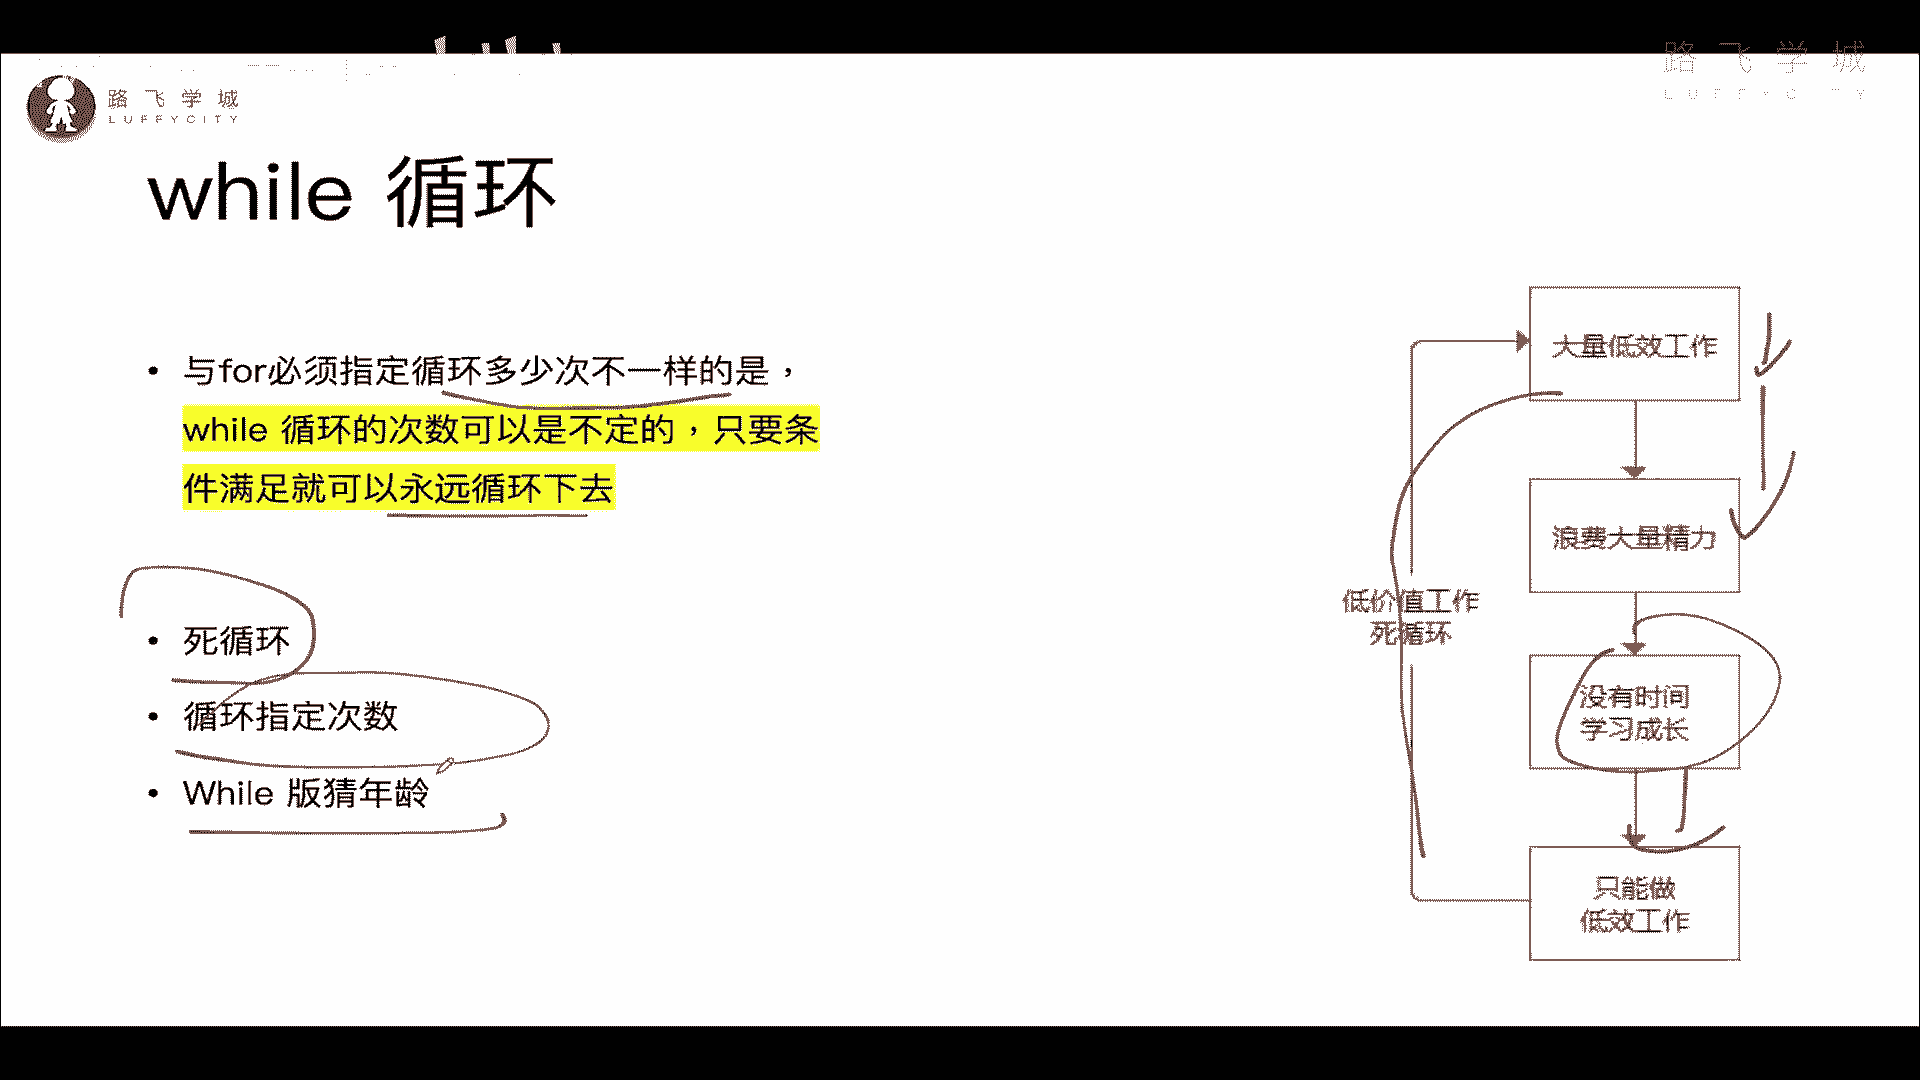 路飞学城
LUFFYCITY
路飞学城
LUFFYCITY
while 循环
• 与for必须指定循环多少次不一样的是，
while 循环的次数可以是不定的，只要条
件满足就可以永远循环下去
• 死循环
• 循环指定次数
• While 版猜年龄
大量低效工作
浪费大量精力
低价值工作
死循环
没有时间
学习成长
只能做
低效工作